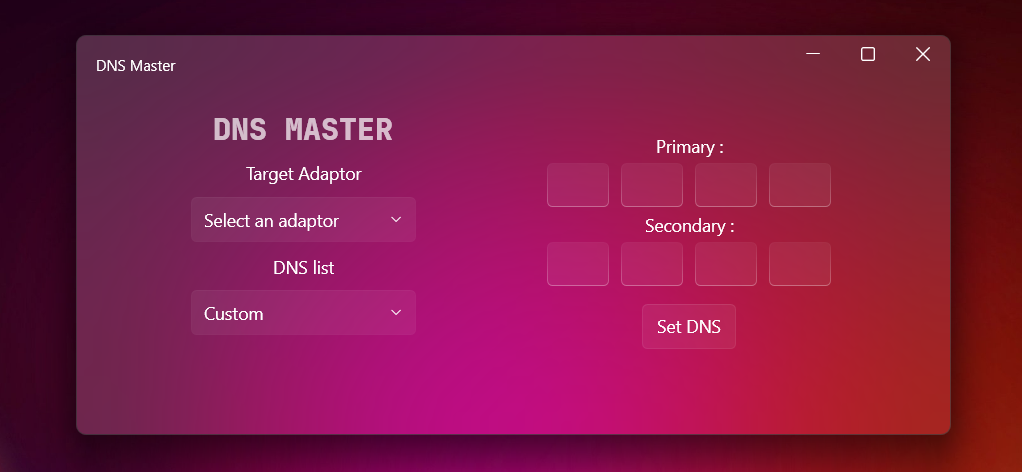 DNS Master
DNS MASTER
Target Adaptor
Select an adaptor
DNS list
Custom
Primary :
Secondary :
Set DNS